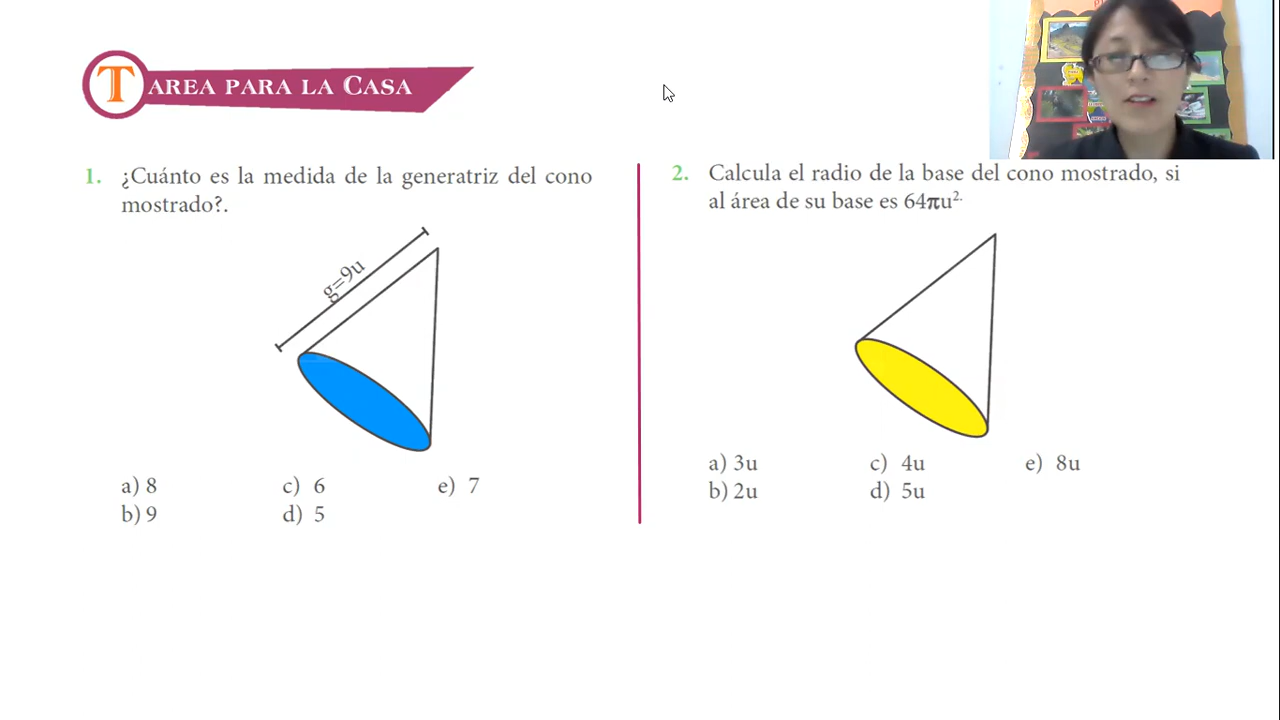 TAREA PARA LA CASA
1. ¿Cuánto es la medida de la generatriz del cono
mostrado?.
g=9u
a) 8
c) 6
e) 7
b) 9
d) 5
2. Calcula el radio de la base del cono mostrado, si
al área de su base es 64πu².
a) 3u
c) 4u
e) 8u
b) 2u
d) 5u